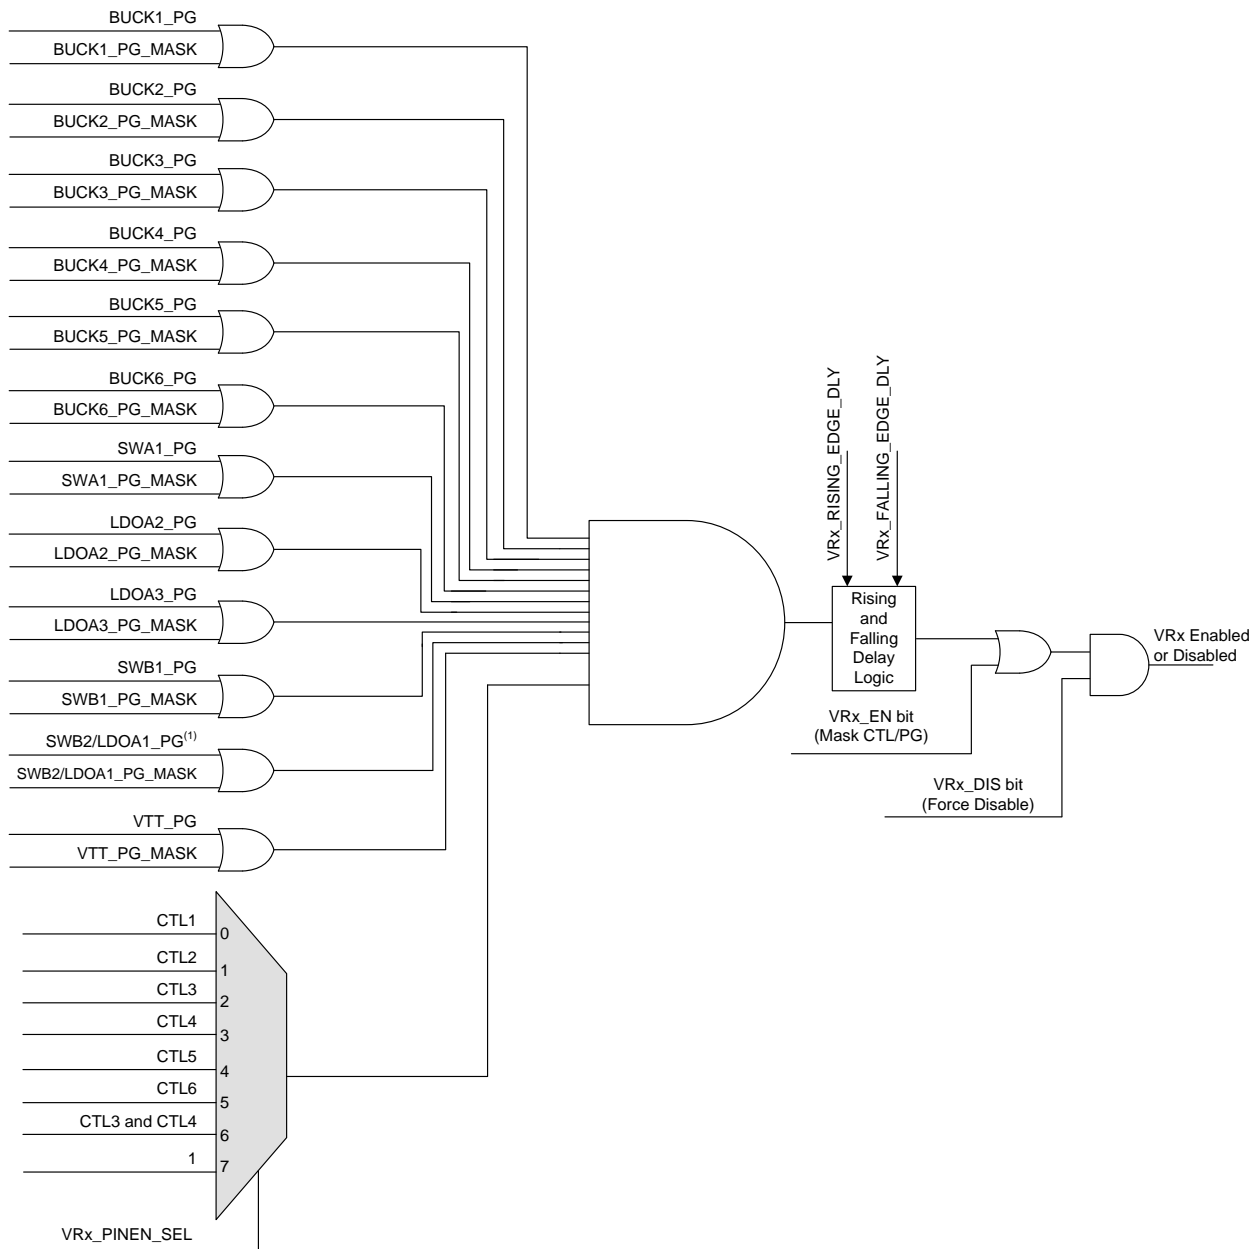 BUCK1_PG
BUCK1_PG_MASK
BUCK2_PG
BUCK2_PG_MASK
BUCK3_PG
BUCK3_PG_MASK
BUCK4_PG
BUCK4_PG_MASK
BUCK5_PG
BUCK5_PG_MASK
BUCK6_PG
BUCK6_PG_MASK
SWA1_PG
SWA1_PG_MASK
LDOA2_PG
LDOA2_PG_MASK
LDOA3_PG
LDOA3_PG_MASK
SWB1_PG
SWB1_PG_MASK
SWB2/LDOA1_PG(1)
SWB2/LDOA1_PG_MASK
VTT_PG
VTT_PG_MASK
CTL1
0
CTL2
1
CTL3
2
CTL4
3
CTL5
4
CTL6
5
CTL3 and CTL4
6
1
7
VRx_PINEN_SEL
VRx_RISING_EDGE_DLY
VRx_FALLING_EDGE_DLY
Rising
and
Falling
Delay
Logic
VRx_EN bit
(Mask CTL/PG)
VRx_DIS bit
(Force Disable)
VRx Enabled
or Disabled